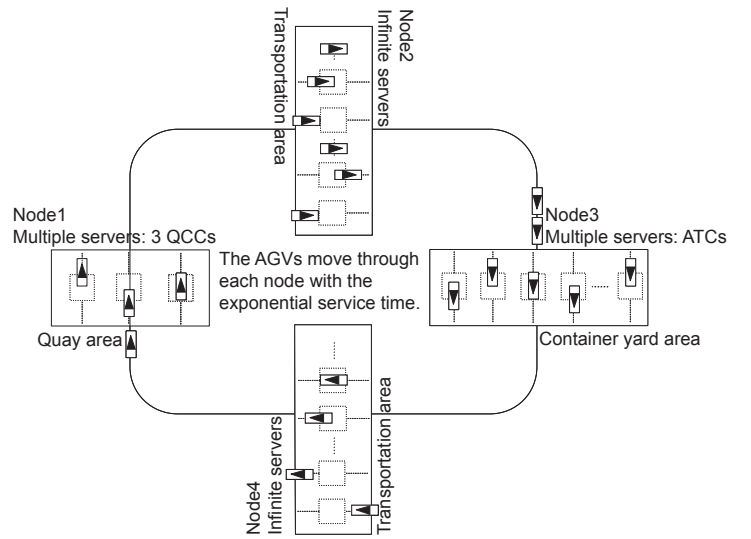 Node2
Infinite servers
Transportation area
Node1
Multiple servers: 3 QCCs
Node3
Multiple servers: ATCs
The AGVs move through
each node with the
exponential service time.
Quay area
Container yard area
Node4
Infinite servers
Transportation area